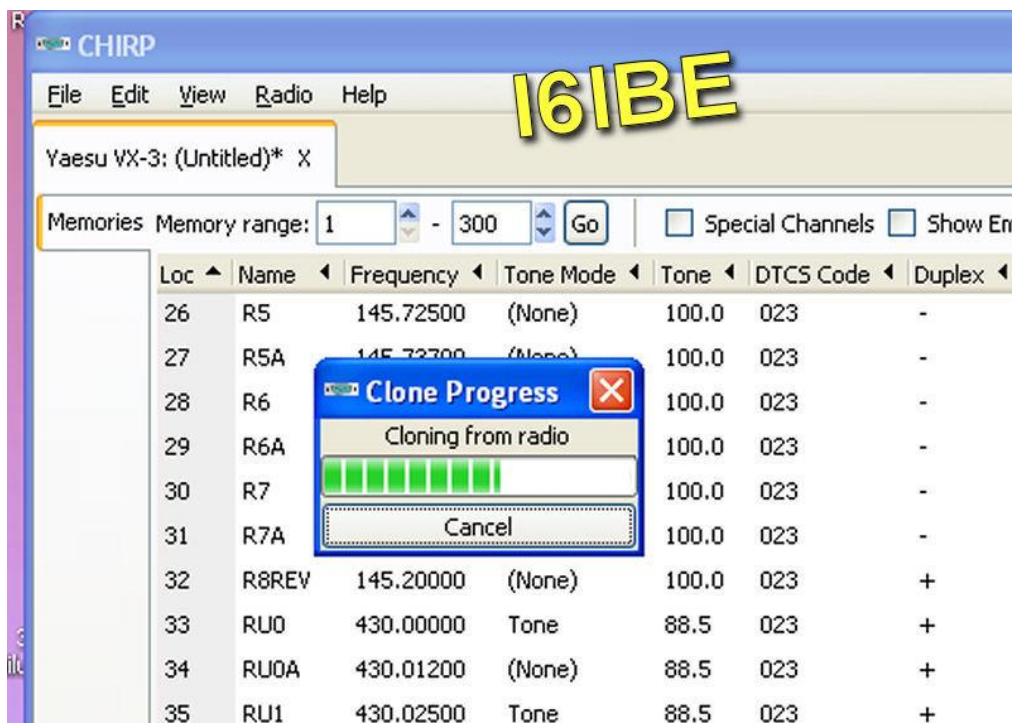 CHIRP
I6IBE
File Edit View Radio Help
Yaesu VX-3: (Untitled)* X
Memories Memory range: 1 - 300 Go Special Channels Show
Loc Name Frequency Tone Mode Tone DTCS Code Duplex
26 R5 145.72500 (None) 100.0 023 -
27 R5A 145.73700 (None) 100.0 023 -
28 R6 100.0 023 -
29 R6A 100.0 023 -
30 R7 100.0 023 -
31 R7A 100.0 023 -
Clone Progress
Cloning from radio
Cancel
32 R8REV 145.20000 (None) 100.0 023 +
33 RU0 430.00000 Tone 88.5 023 +
34 RU0A 430.01200 (None) 88.5 023 +
35 RU1 430.02500 Tone 88.5 023 +